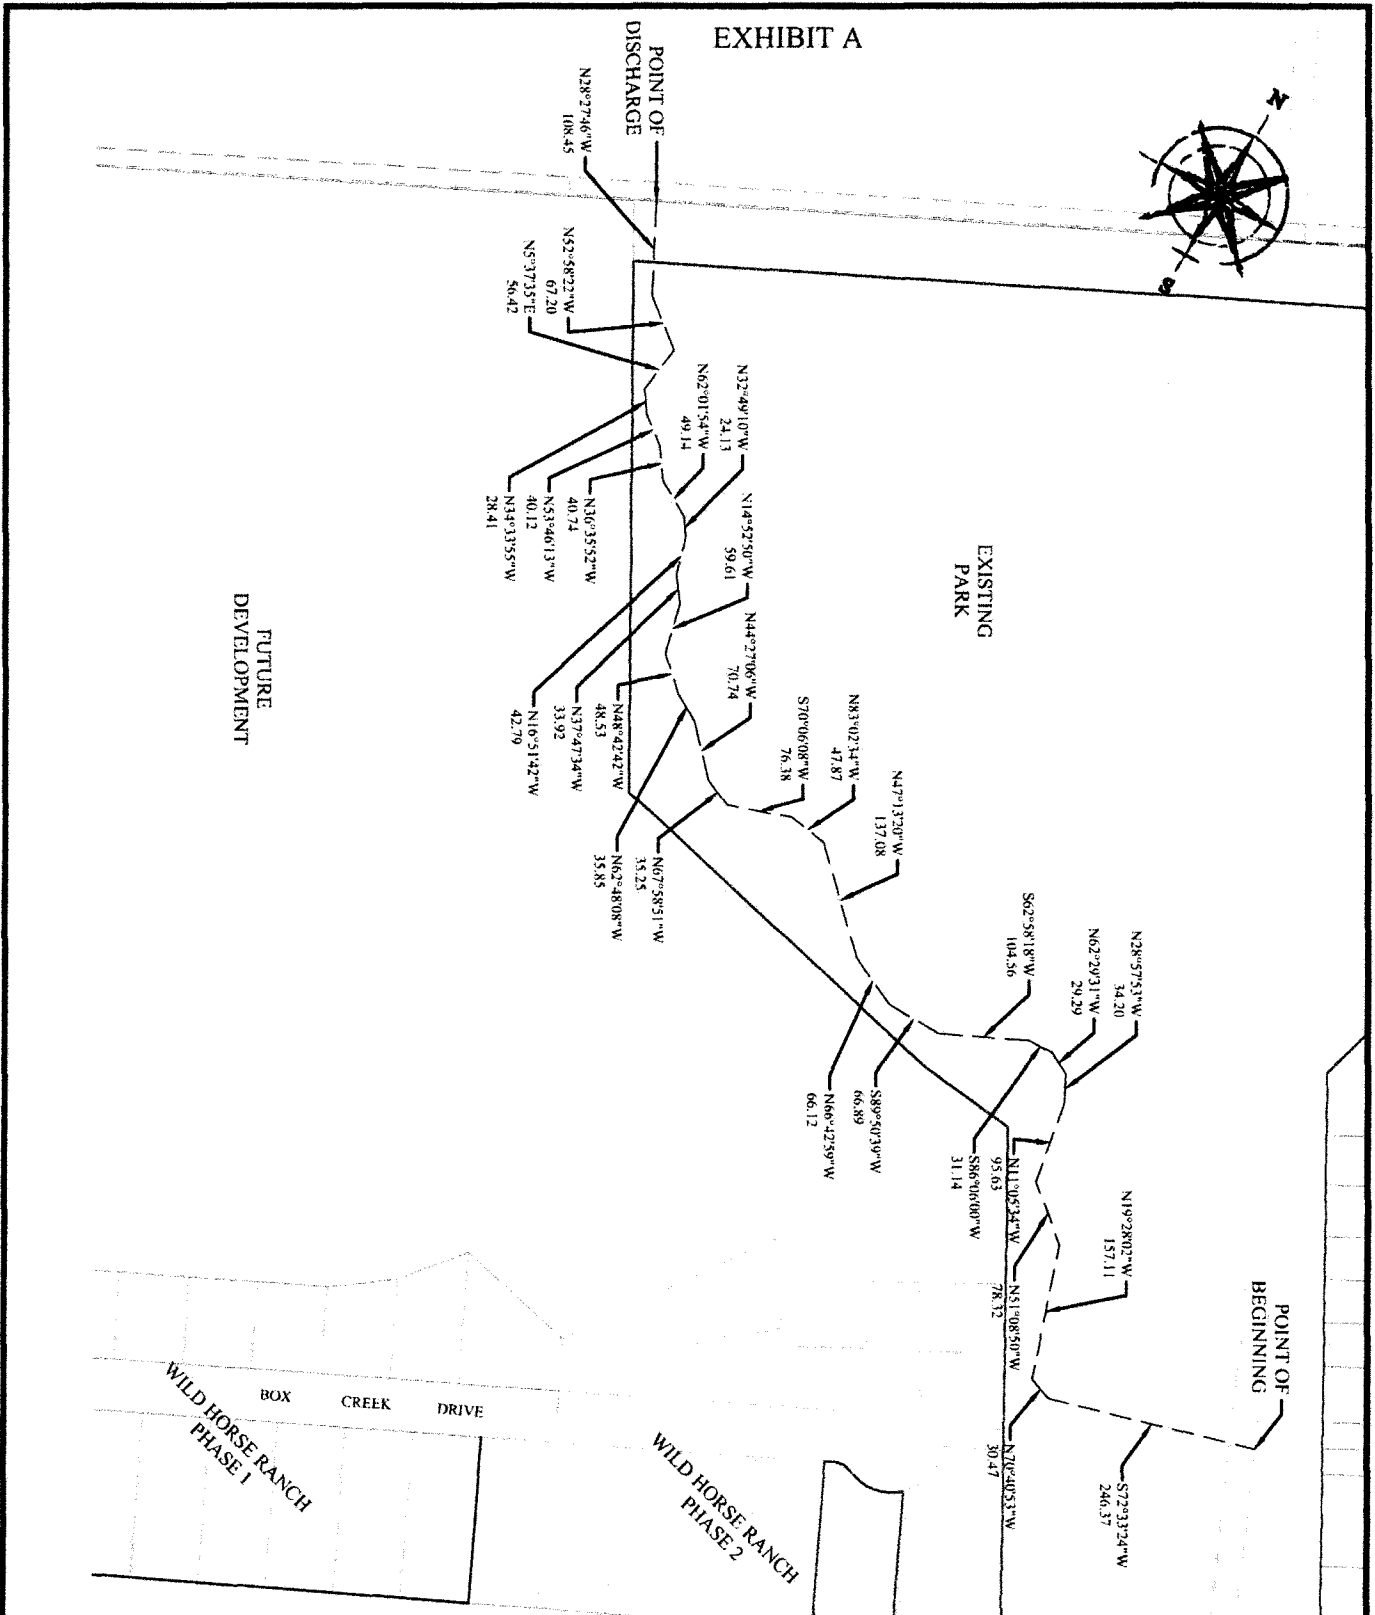 EXHIBIT A
POINT OF
DISCHARGE
N28°27'46"W
108.45
N
S
N52°58'22"W
67.20
N5°37'35"E
56.42
N32°49'10"W
24.13
N62°01'54"W
49.14
N36°35'52"W
40.74
N53°46'13"W
40.12
N34°33'55"W
28.41
N14°52'50"W
59.61
N44°27'06"W
70.74
EXISTING
PARK
FUTURE
DEVELOPMENT
N48°42'42"W
48.53
N37°47'34"W
33.92
N16°51'42"W
42.79
S70°06'08"W
76.38
N83°02'34"W
47.87
N47°13'20"W
137.08
N67°58'51"W
35.25
N62°48'08"W
35.85
S62°58'18"W
104.56
N62°29'31"W
29.29
N28°57'53"W
34.20
S89°50'39"W
66.89
N66°42'59"W
66.12
N11°05'34"W
95.63
S86°06'00"W
31.14
N19°28'02"W
157.11
N51°08'50"W
78.32
POINT OF
BEGINNING
N70°40'53"W
30.47
S72°33'24"W
246.37
BOX CREEK DRIVE
WILD HORSE RANCH
PHASE 1
WILD HORSE RANCH
PHASE 2